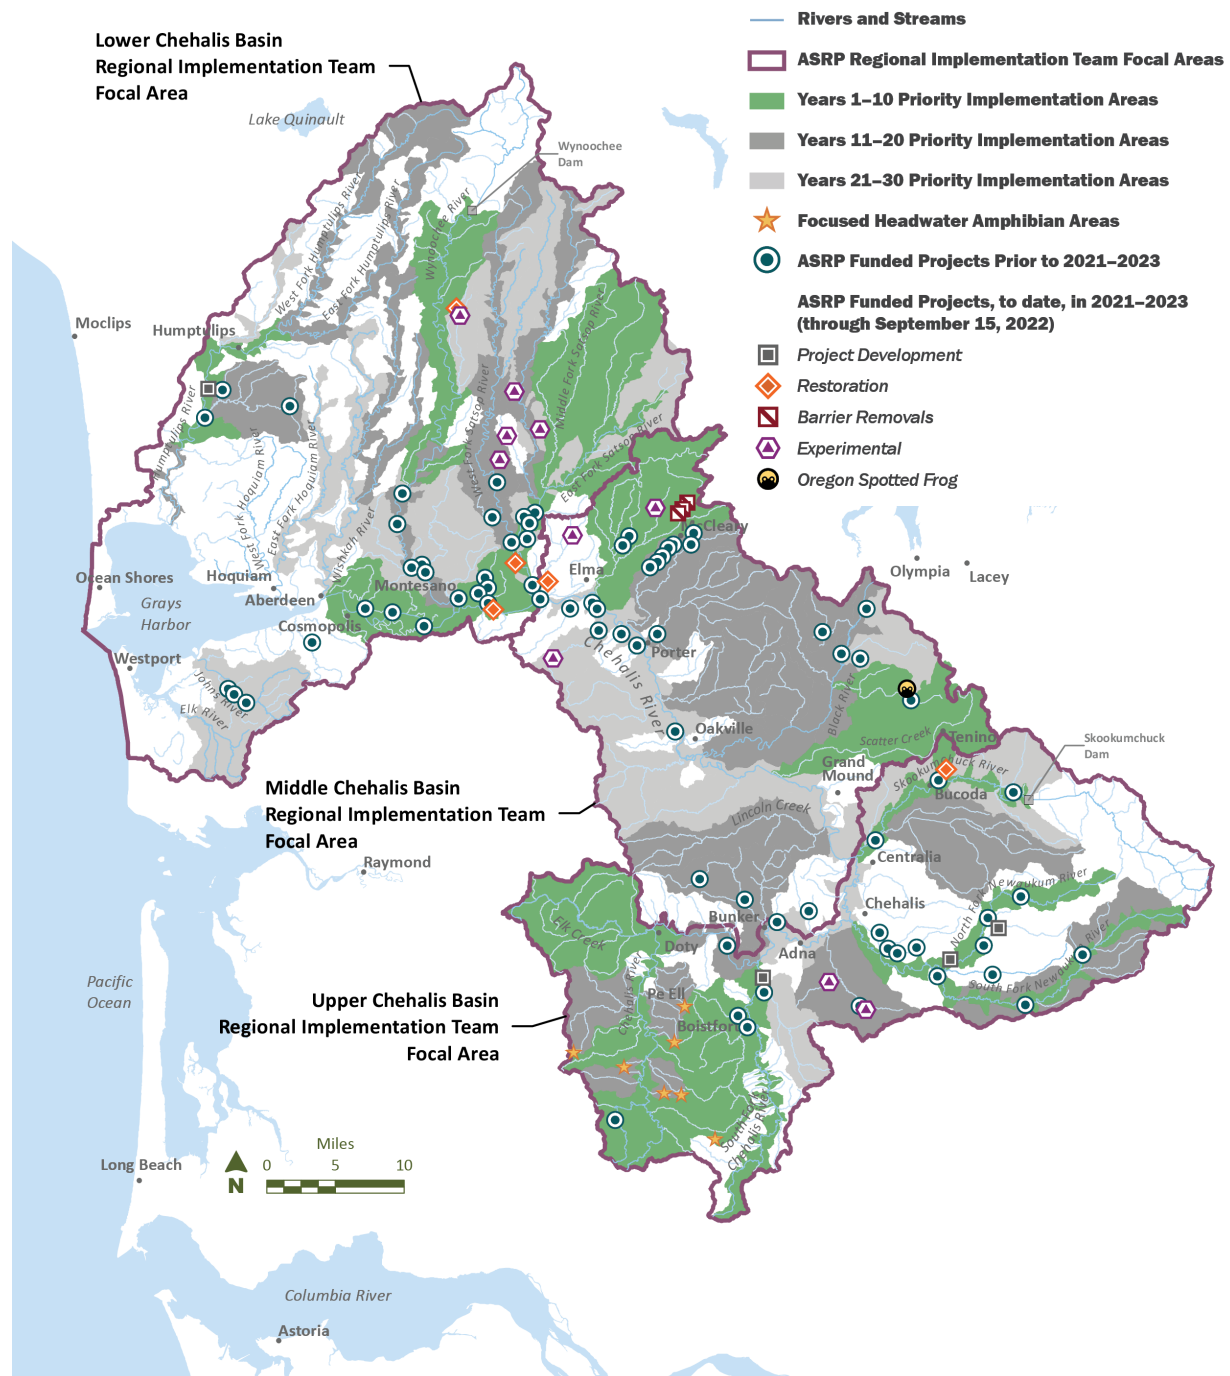 Lower Chehalis Basin
Regional Implementation Team
Focal Area
Rivers and Streams
ASRP Regional Implementation Team Focal Areas
Years 1–10 Priority Implementation Areas
Years 11–20 Priority Implementation Areas
Years 21–30 Priority Implementation Areas
Focused Headwater Amphibian Areas
ASRP Funded Projects Prior to 2021–2023
ASRP Funded Projects, to date, in 2021–2023
(through September 15, 2022)
Project Development
Restoration
Barrier Removals
Experimental
Oregon Spotted Frog
Lake Quinault
Wynoochee
Dam
West Fork Humptulips River
East Fork Humptulips River
Wynoochee River
Moclips
Humptulips
Humptulips River
West Fork Hoquiam River
East Fork Hoquiam River
Wishkah River
West Fork Satsop River
Middle Fork Satsop River
East Fork Satsop River
McCleary
Elma
Ocean Shores
Hoquiam
Grays
Harbor
Aberdeen
Montesano
Cosmopolis
Westport
Johns River
Elk River
Olympia
Lacey
Porter
Chehalis River
Oakville
Black River
Scatter Creek
Tenino
Grand
Mound
Skookumchuck
Dam
Skookumchuck River
Bucoda
Middle Chehalis Basin
Regional Implementation Team
Focal Area
Lincoln Creek
Raymond
Centralia
Chehalis
North Fork Newaukum River
South Fork Newaukum River
Bunker
Adna
Doty
Elk Creek
Chehalis River
Pe Ell
Boistfort
South Fork
Chehalis River
Pacific
Ocean
Upper Chehalis Basin
Regional Implementation Team
Focal Area
Miles
0 5 10
N
Long Beach
Columbia River
Astoria